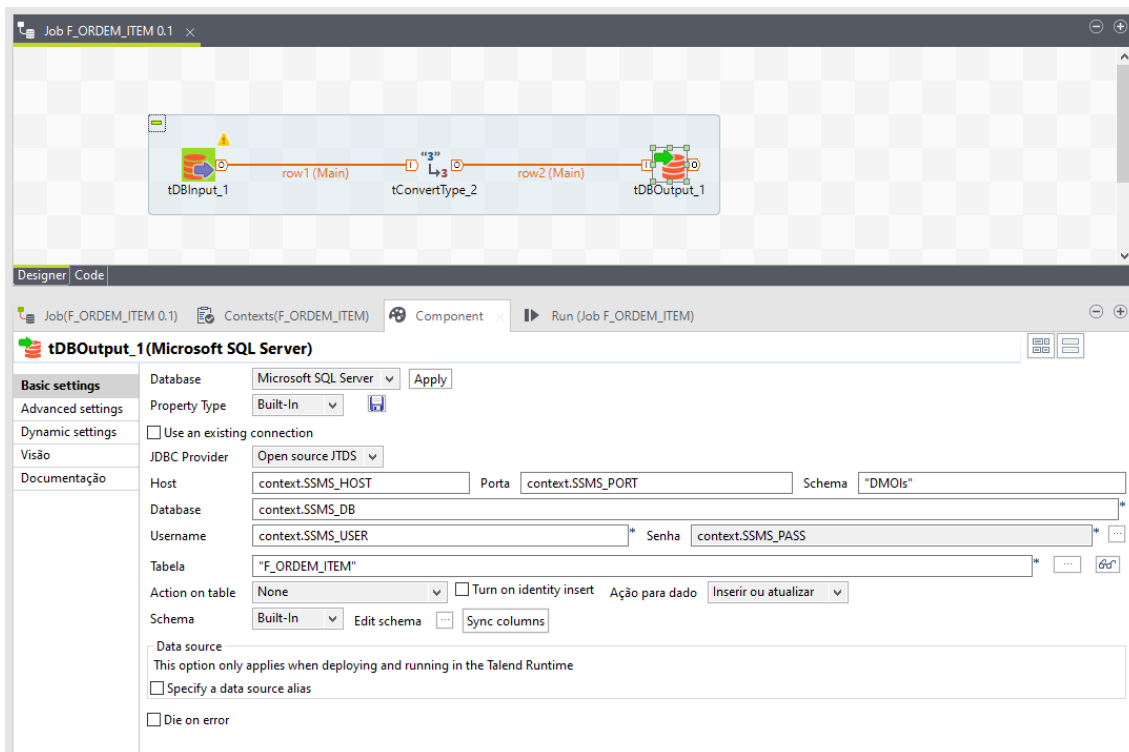 Job F_ORDEM_ITEM 0.1
"3"
3
tDBInput_1 row1 (Main) tConvertType_2 row2 (Main) tDBOutput_1
Designer Code
Job(F_ORDEM_ITEM 0.1) Contexts(F_ORDEM_ITEM) Component Run (Job F_ORDEM_ITEM)
tDBOutput_1(Microsoft SQL Server)
Basic settings
Advanced settings
Dynamic settings
Visão
Documentação
Database Microsoft SQL Server Apply
Property Type Built-In
Use an existing connection
JDBC Provider Open source JTDS
Host context.SSMS_HOST Porta context.SSMS_PORT Schema "DMOIs"
Database context.SSMS_DB *
Username context.SSMS_USER * Senha context.SSMS_PASS * ...
Tabela "F_ORDEM_ITEM" * ...
Action on table None Turn on identity insert Ação para dado Inserir ou atualizar
Schema Built-In Edit schema ... Sync columns
Data source
This option only applies when deploying and running in the Talend Runtime
Specify a data source alias
Die on error